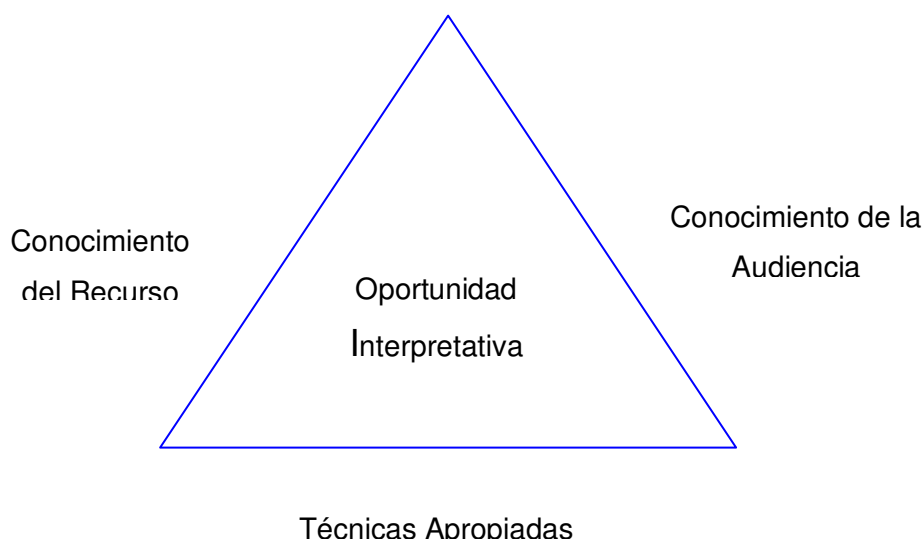 Conocimiento
del Recurso
Conocimiento de la
Audiencia
Oportunidad
Interpretativa
Técnicas Apropiadas